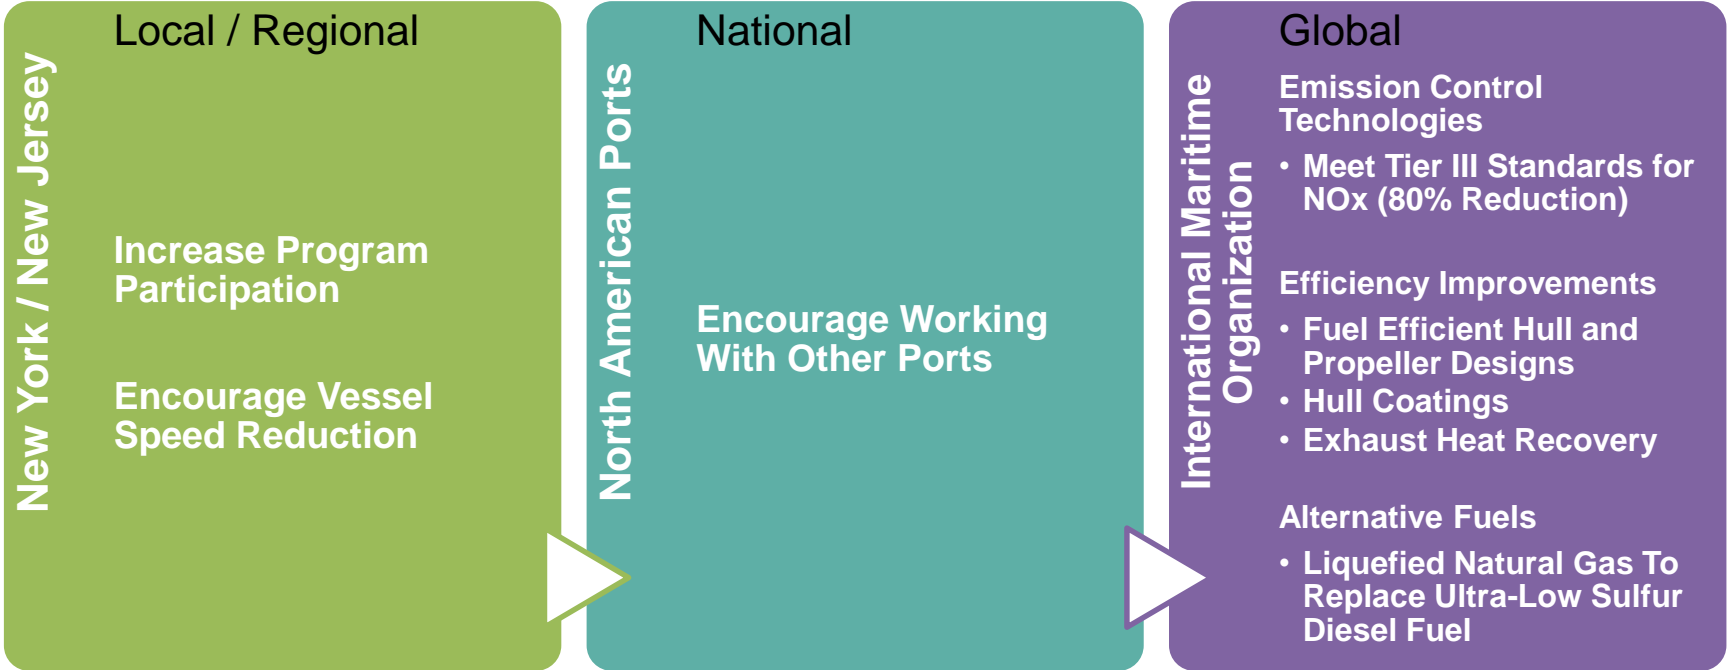 Local / Regional
New York / New Jersey
Increase Program
Participation
Encourage Vessel
Speed Reduction
National
North American Ports
Encourage Working
With Other Ports
Global
International Maritime
Organization
Emission Control
Technologies
• Meet Tier III Standards for
NOx (80% Reduction)
Efficiency Improvements
• Fuel Efficient Hull and
Propeller Designs
• Hull Coatings
• Exhaust Heat Recovery
Alternative Fuels
• Liquefied Natural Gas To
Replace Ultra-Low Sulfur
Diesel Fuel